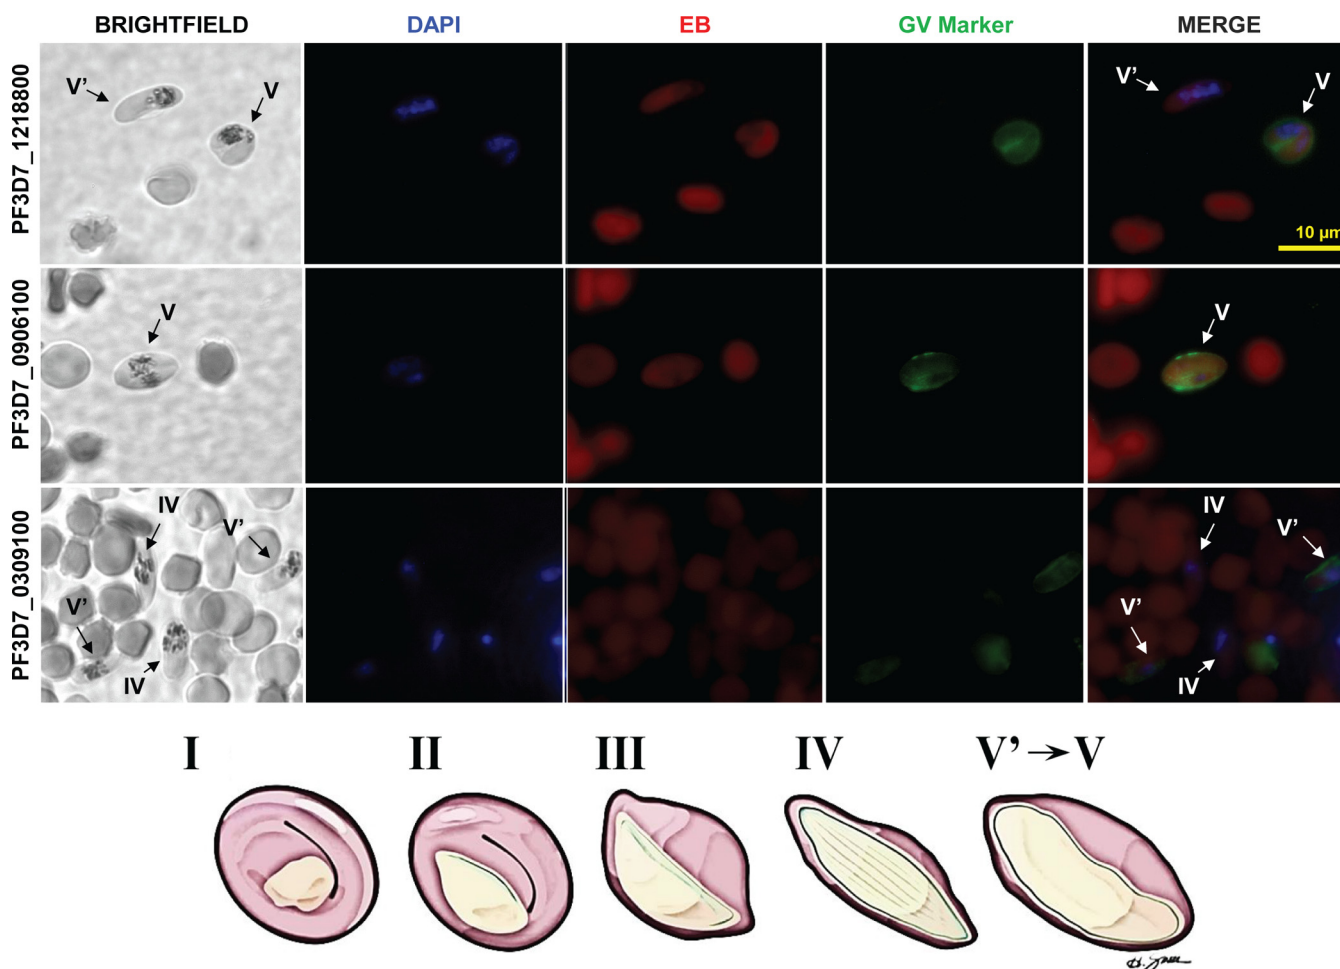 BRIGHTFIELD DAPI EB GV Marker MERGE
PF3D7_1218800
V’ V V’ V
10 µm
PF3D7_0906100
V V
PF3D7_0309100
IV V’ IV V’
V’ V’
IV IV
I II III IV V’→V